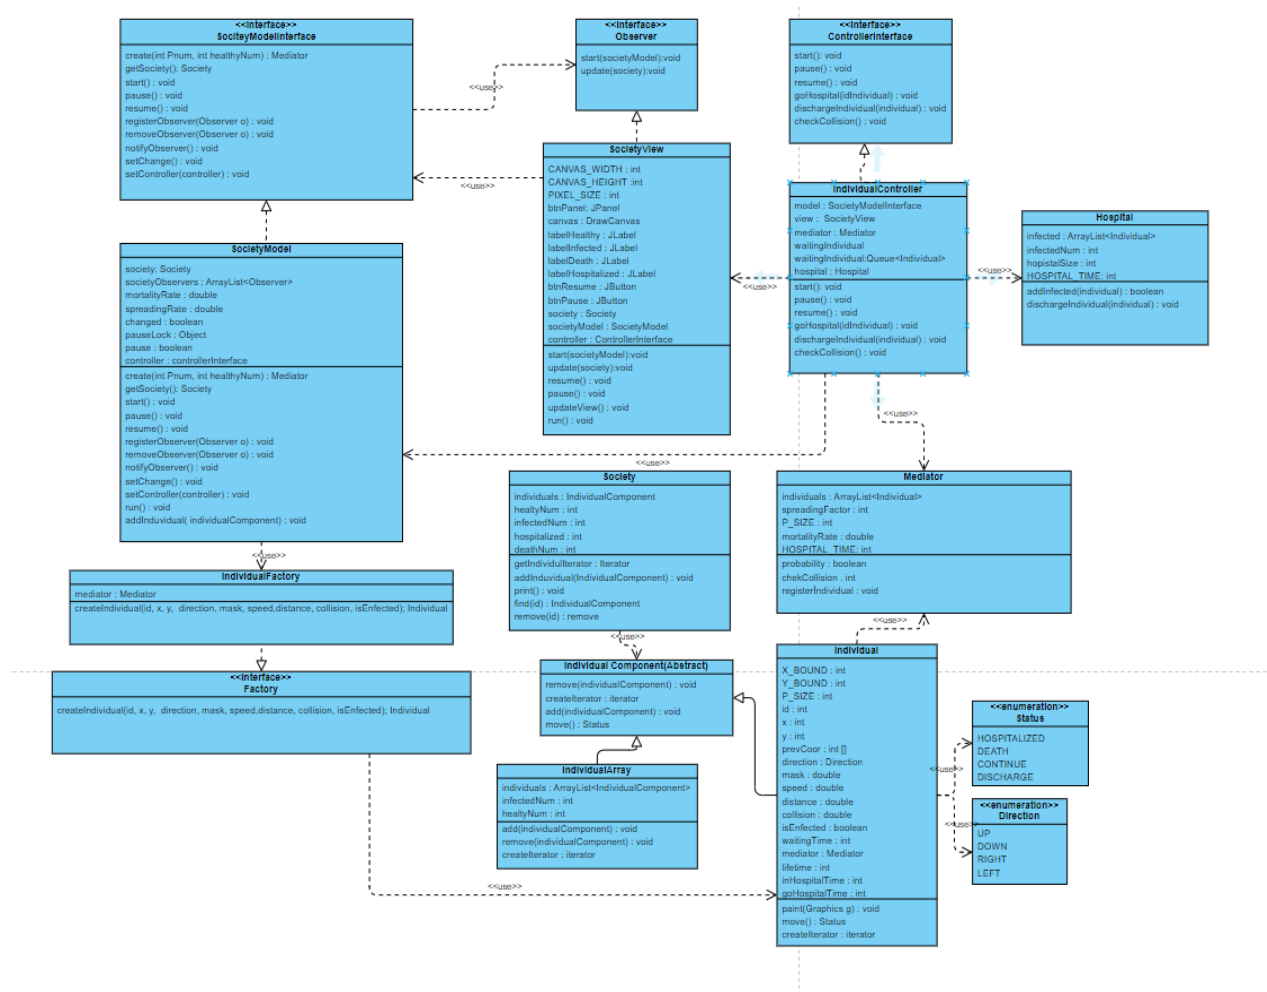 <<Interface>>
SociteyModelInterface
create(int Pnum, int healthyNum) : Mediator
getSociety(): Society
start() : void
pause() : void
resume() : void
registerObserver(Observer o) : void
removeObserver(Observer o) : void
notifyObserver() : void
setChange() : void
setController(controller) : void
<<use>>
<<Interface>>
Observer
start(societyModel):void
update(society):void
<<Interface>>
ControllerInterface
start(): void
pause() : void
resume() : void
goHospital(idIndividual) : void
dischargeIndividual(individual) : void
checkCollision() : void
<<use>>
SocietyView
CANVAS_WIDTH : int
CANVAS_HEIGHT :int
PIXEL_SIZE : int
btnPanel: JPanel
canvas : DrawCanvas
labelHealthy : JLabel
labelInfected : JLabel
labelDeath : JLabel
labelHospitalized : JLabel
btnResume : JButton
btnPause : JButton
society : Society
societyModel : SocietyModel
controller : ControllerInterface
start(societyModel):void
update(society):void
resume() : void
pause() : void
updateView() : void
run() : void
<<use>>
IndividualController
model : SocietyModelInterface
view : SocietyView
mediator : Mediator
waitingIndividual
waitingIndividual:Queue<Individual>
hospital : Hospital
start(): void
pause() : void
resume() : void
goHospital(idIndividual) : void
dischargeIndividual(individual) : void
checkCollision() : void
<<use>>
Hospital
infected : ArrayList<Individual>
infectedNum : int
hopistalSize : int
HOSPITAL_TIME: int
addInfected(individual) : boolean
dischargeIndividual(individual) : void
SocietyModel
society: Society
societyObservers : ArrayList<Observer>
mortalityRate : double
spreadingRate : double
changed : boolean
pauseLock : Object
pause : boolean
controller : controllerInterface
create(int Pnum, int healthyNum) : Mediator
getSociety(): Society
start() : void
pause() : void
resume() : void
registerObserver(Observer o) : void
removeObserver(Observer o) : void
notifyObserver() : void
setChange() : void
setController(controller) : void
run() : void
addInduvidual( individualComponent) : void
<<use>>
<<use>>
<<use>>
IndividualFactory
mediator : Mediator
createIndividual(id, x, y, direction, mask, speed,distance, collision, isEnfected); Individual
<<Interface>>
Factory
createIndividual(id, x, y, direction, mask, speed,distance, collision, isEnfected); Individual
<<use>>
Society
individuals : IndividualComponent
healtyNum : int
infectedNum : int
hospitalized : int
deathNum : int
getIndividulIterator : Iterator
addInduvidual(IndividualComponent) : void
print() : void
find(id) : IndividualComponent
remove(id) : remove
<<use>>
Individual Component(Abstract)
remove(individualComponent) : void
createIterator : iterator
add(individualComponent) : void
move() : Status
IndividualArray
individuals : ArrayList<IndividualComponent>
infectedNum : int
healtyNum : int
add(individualComponent) : void
remove(individualComponent) : void
createIterator : iterator
Mediator
individuals : ArrayList<Individual>
spreadingFactor : int
P_SIZE : int
mortalityRate : double
HOSPITAL_TIME: int
probability : boolean
chekCollision . int
registerIndividual : void
<<use>>
Individual
X_BOUND : int
Y_BOUND : int
P_SIZE : int
id : int
x : int
y : int
prevCoor : int []
direction : Direction
mask : double
speed : double
distance : double
collision : double
isEnfected : boolean
waitingTime : int
mediator : Mediator
lifetime : int
inHospitalTime : int
goHospitalTime : int
paint(Graphics g) : void
move() : Status
createIterator : iterator
<<use>>
<<use>>
<<enumeration>>
Status
HOSPITALIZED
DEATH
CONTINUE
DISCHARGE
<<enumeration>>
Direction
UP
DOWN
RIGHT
LEFT